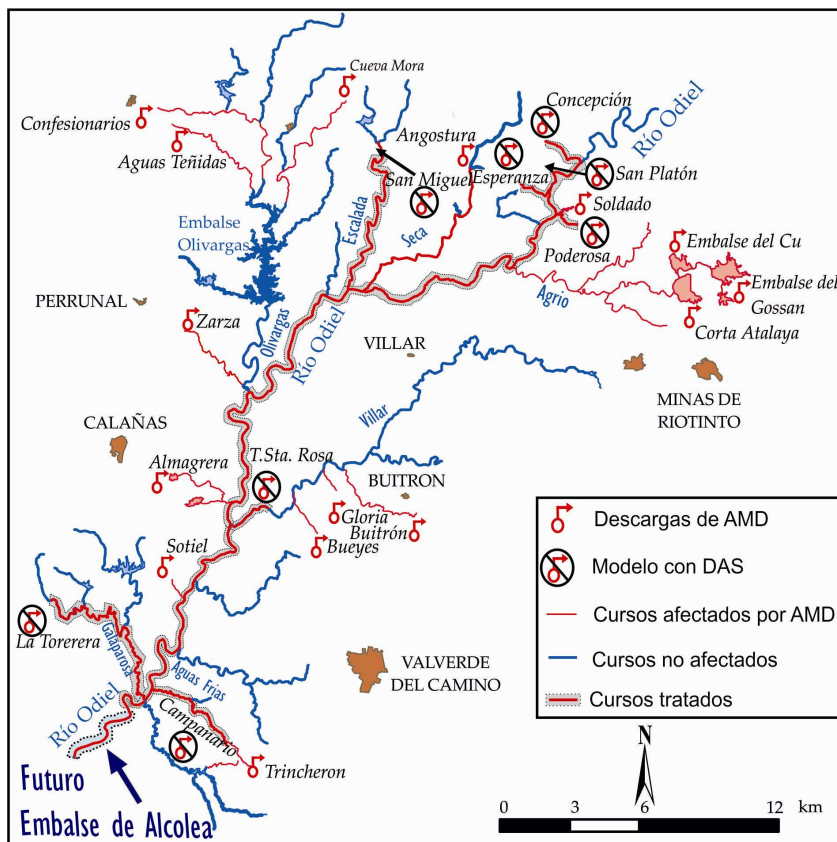 Cueva Mora
Concepción
Río Odiel
Confesionarios
Angostura
Aguas Teñidas
San Miguel
Esperanza
San Platón
Soldado
Embalse
Olivargas
Escalada
Seca
Poderosa
Embalse del Cu
Embalse del
Gossan
Agrio
PERRUNAL
Zarza
Corta Atalaya
Olivargas
Río Odiel
VILLAR
MINAS DE
RIOTINTO
CALAÑAS
Villar
T.Sta. Rosa
Almagrera
BUITRON
Gloria
Buitrón
Bueyes
Sotiel
Descargas de AMD
Modelo con DAS
Cursos afectados por AMD
Cursos no afectados
Cursos tratados
La Torerera
Galaparos
VALVERDE
DEL CAMINO
Aguas Frias
Río Odiel
Campanario
Trincheron
Futuro
Embalse de Alcolea
N
0 3 6 12 km